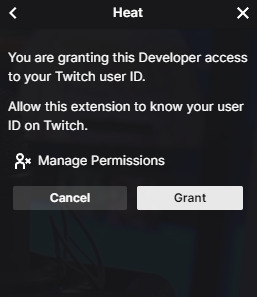 Heat
You are granting this Developer access
to your Twitch user ID.
Allow this extension to know your user
ID on Twitch.
Manage Permissions
Cancel
Grant